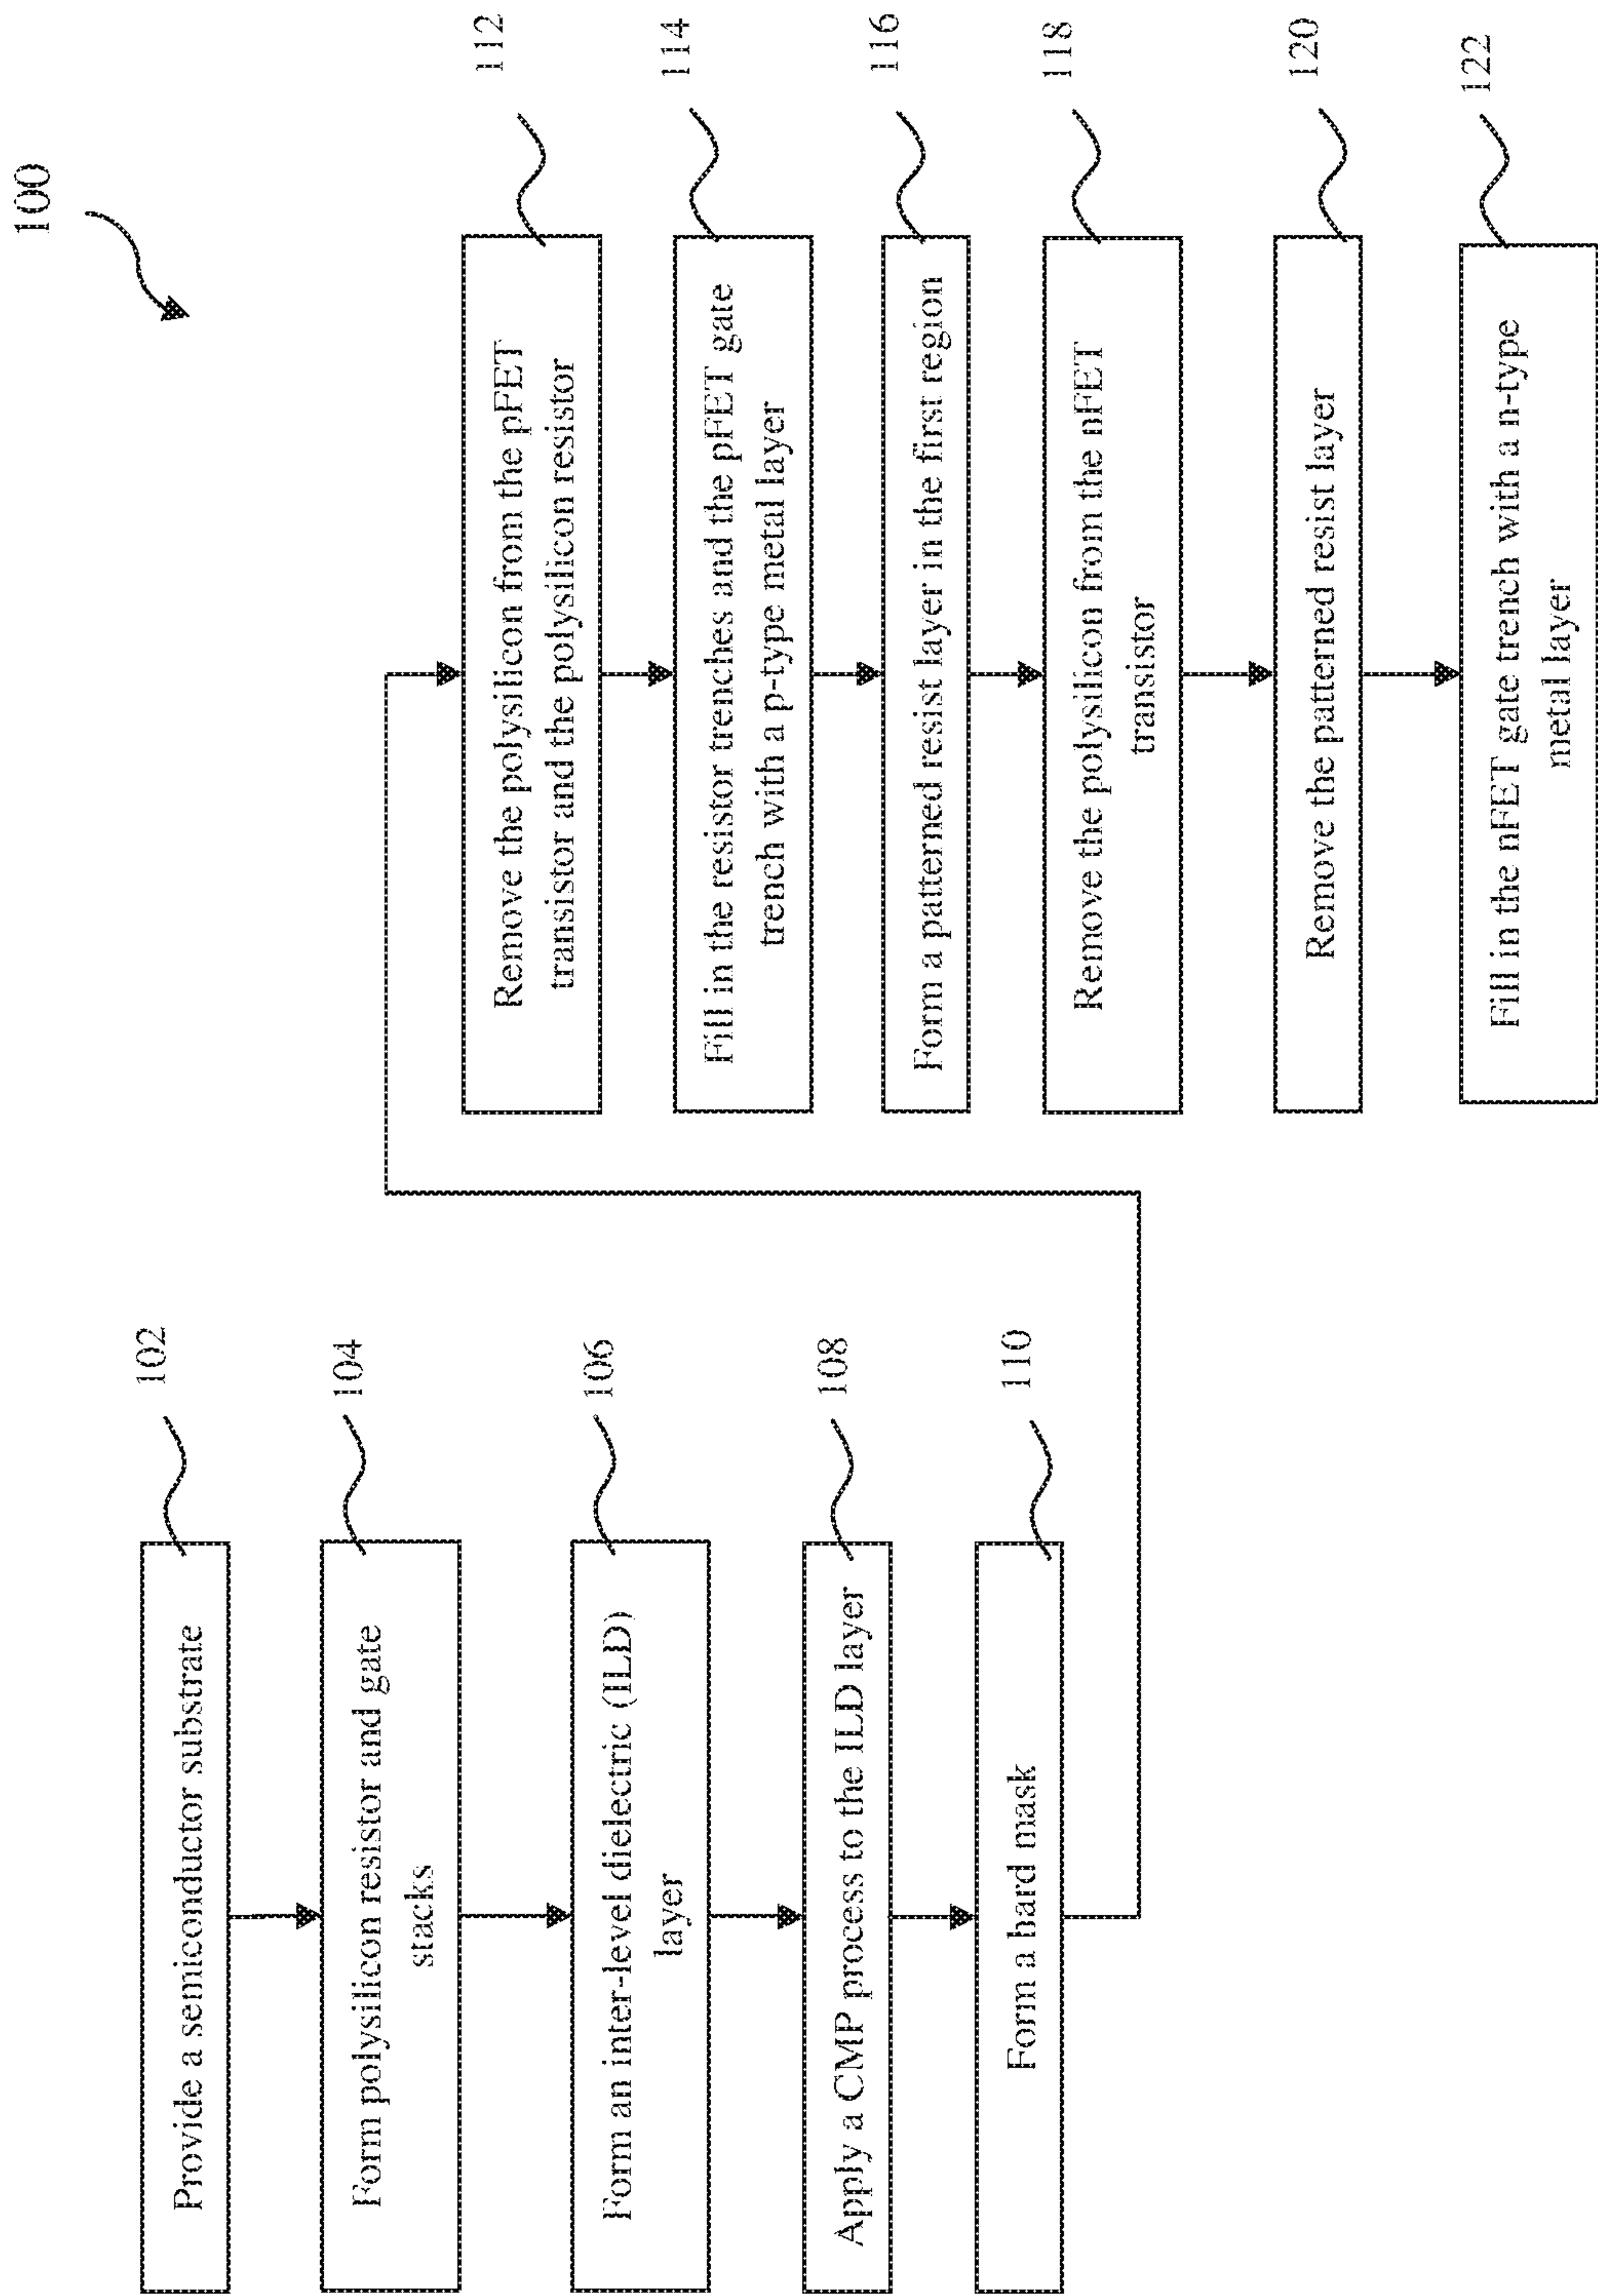 100
Provide a semiconductor substrate
102
Form polysilicon resistor and gate
stacks
104
Form an inter-level dielectric (ILD)
layer
106
Apply a CMP process to the ILD layer
108
Form a hard mask
110
Remove the polysilicon from the pFET
transistor and the polysilicon resistor
112
Fill in the resistor trenches and the pFET gate
trench with a p-type metal layer
114
Form a patterned resist layer in the first region
116
Remove the polysilicon from the nFET
transistor
118
Remove the patterned resist layer
120
Fill in the nFET gate trench with a n-type
metal layer
122